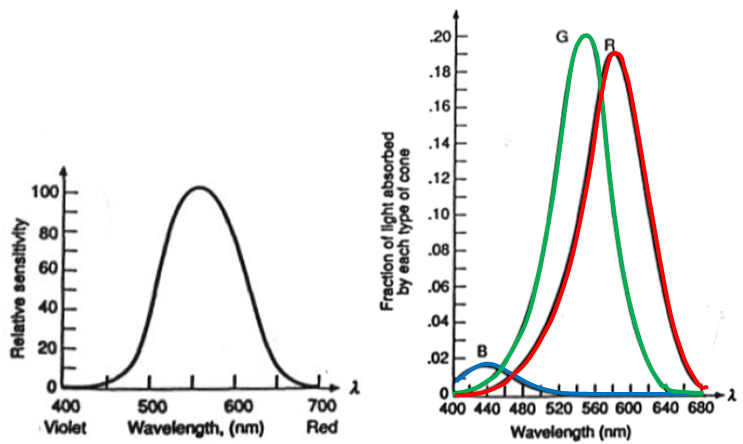 Relative sensitivity
100
80
60
40
20
0
400 500 600 700 λ
Violet Wavelength, (nm) Red
Fraction of light absorbed
by each type of cone
.20
.18
.16
.14
.12
.10
.08
.06
.04
.02
0
G R
B
400 440 480 520 560 600 640 680 λ
Wavelength (nm)